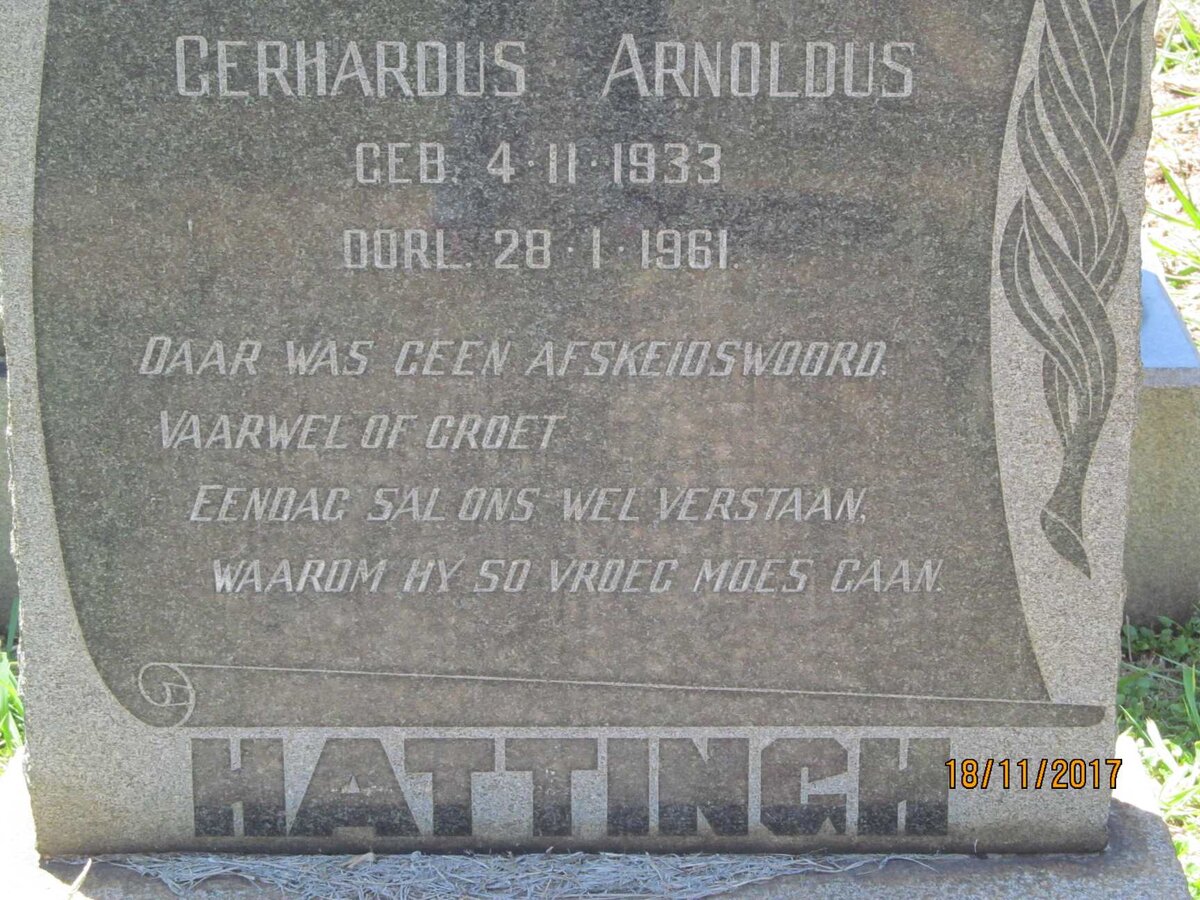 GERHARDUS ARNOLDUS
GEB. 4·11·1933
OORL. 28·1·1961.
DAAR WAS GEEN AFSKEIDSWOORD,
VAARWEL OF GROET
EENDAG SAL ONS WEL VERSTAAN,
WAAROM HY SO VROEG MOES GAAN.
HATTINGH
18/11/2017